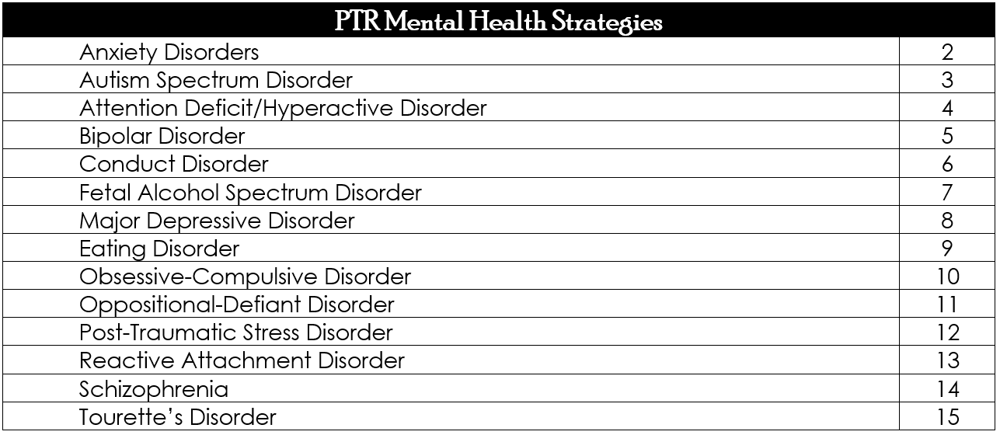 PTR Mental Health Strategies
Anxiety Disorders 2
Autism Spectrum Disorder 3
Attention Deficit/Hyperactive Disorder 4
Bipolar Disorder 5
Conduct Disorder 6
Fetal Alcohol Spectrum Disorder 7
Major Depressive Disorder 8
Eating Disorder 9
Obsessive-Compulsive Disorder 10
Oppositional-Defiant Disorder 11
Post-Traumatic Stress Disorder 12
Reactive Attachment Disorder 13
Schizophrenia 14
Tourette’s Disorder 15